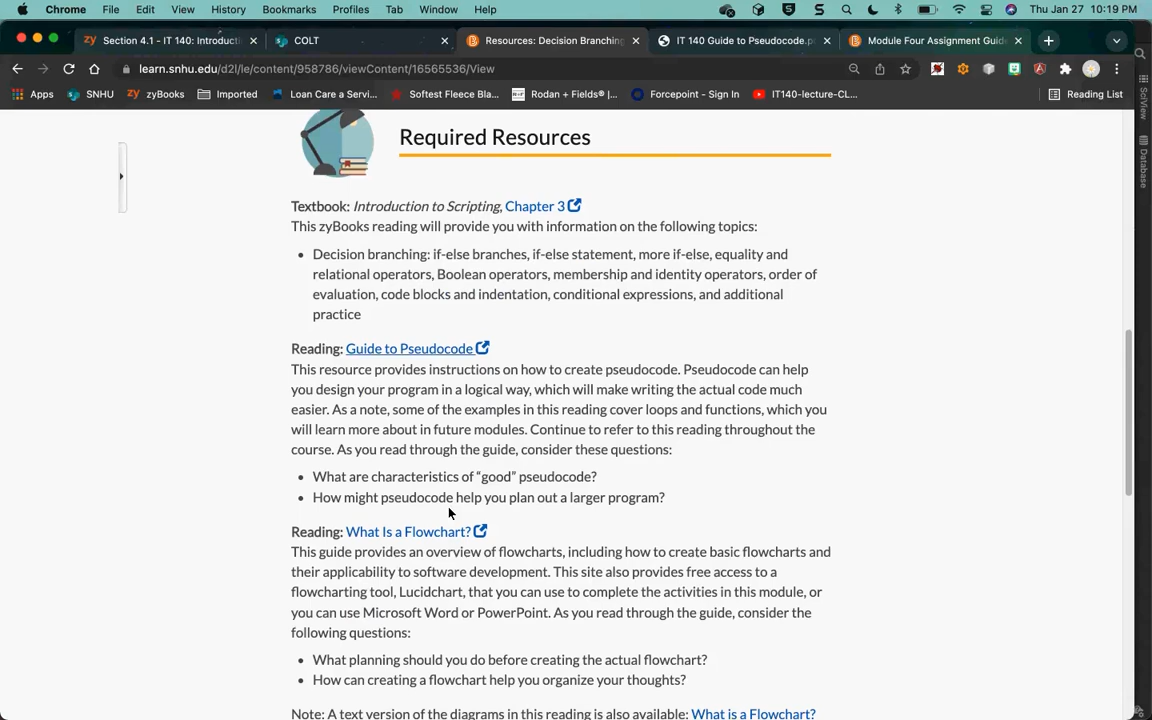 Chrome File Edit View History Bookmarks Profiles Tab Window Help Thu Jan 27 10:19 PM
zy Section 4.1 - IT 140: Introducti COLT Resources: Decision Branching IT 140 Guide to Pseudocode.p Module Four Assignment Guid
learn.snhu.edu/d2l/le/content/958786/viewContent/16565536/View
Apps SNHU zy zyBooks Imported Loan Care a Servi... Softest Fleece Bla... Rodan + Fields® |... Forcepoint - Sign In IT140-lecture-CL... Reading List
SciView
Database
Required Resources
Textbook: Introduction to Scripting, Chapter 3
This zyBooks reading will provide you with information on the following topics:
• Decision branching: if-else branches, if-else statement, more if-else, equality and
relational operators, Boolean operators, membership and identity operators, order of
evaluation, code blocks and indentation, conditional expressions, and additional
practice
Reading: Guide to Pseudocode
This resource provides instructions on how to create pseudocode. Pseudocode can help
you design your program in a logical way, which will make writing the actual code much
easier. As a note, some of the examples in this reading cover loops and functions, which you
will learn more about in future modules. Continue to refer to this reading throughout the
course. As you read through the guide, consider these questions:
• What are characteristics of “good” pseudocode?
• How might pseudocode help you plan out a larger program?
Reading: What Is a Flowchart?
This guide provides an overview of flowcharts, including how to create basic flowcharts and
their applicability to software development. This site also provides free access to a
flowcharting tool, Lucidchart, that you can use to complete the activities in this module, or
you can use Microsoft Word or PowerPoint. As you read through the guide, consider the
following questions:
• What planning should you do before creating the actual flowchart?
• How can creating a flowchart help you organize your thoughts?
Note: A text version of the diagrams in this reading is also available: What is a Flowchart?